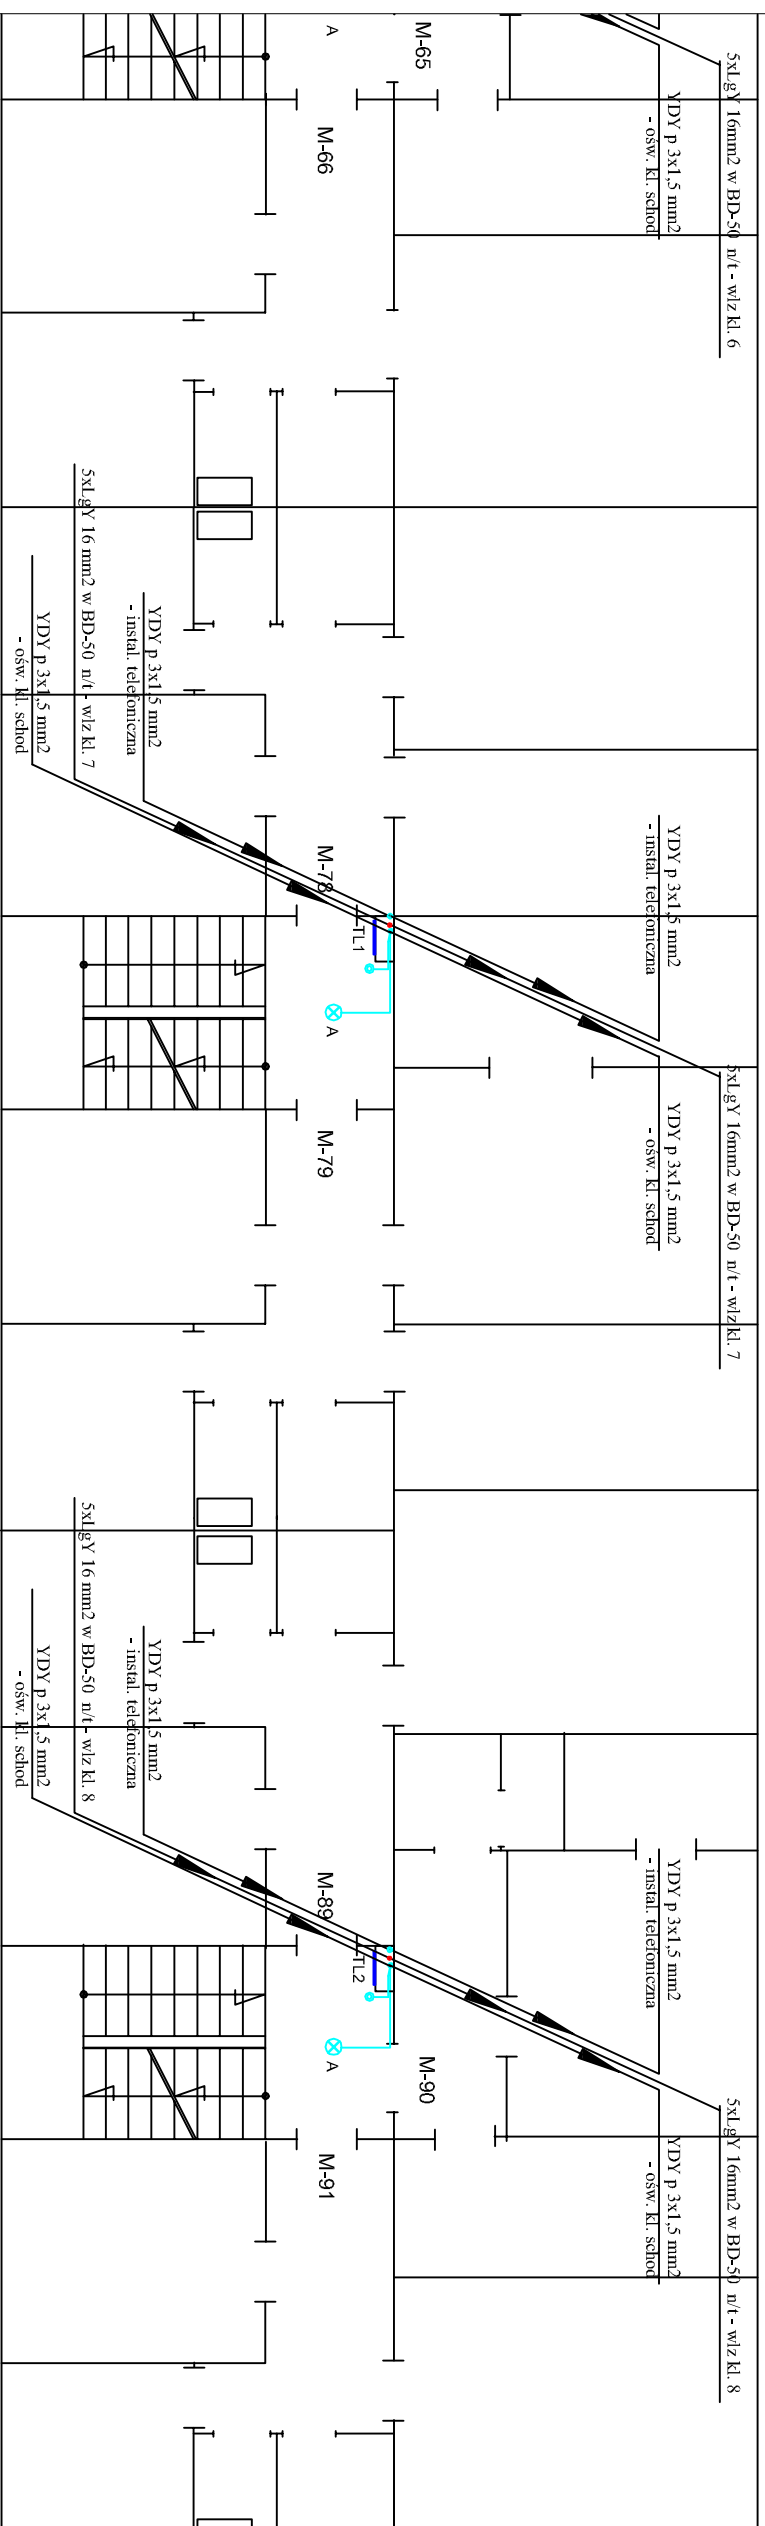 A
M-65
5xLgY 16mm2 w BD-50 n/t - wlz kl. 6
YDY p 3x1,5 mm2
- ośw. kl. schod
M-66
5xLgY 16 mm2 w BD-50 n/t - wlz kl. 7
YDY p 3x1,5 mm2
- instal. telefoniczna
YDY p 3x1,5 mm2
- ośw. kl. schod
YDY p 3x1,5 mm2
- instal. telefoniczna
M-78
TL1
A
5xLgY 16mm2 w BD-50 n/t - wlz kl. 7
YDY p 3x1,5 mm2
- ośw. kl. schod
M-79
5xLgY 16 mm2 w BD-50 n/t - wlz kl. 8
YDY p 3x1,5 mm2
- instal. telefoniczna
YDY p 3x1,5 mm2
- ośw. kl. schod
YDY p 3x1,5 mm2
- instal. telefoniczna
M-89
TL2
A
M-90
5xLgY 16mm2 w BD-50 n/t - wlz kl. 8
YDY p 3x1,5 mm2
- ośw. kl. schod
M-91